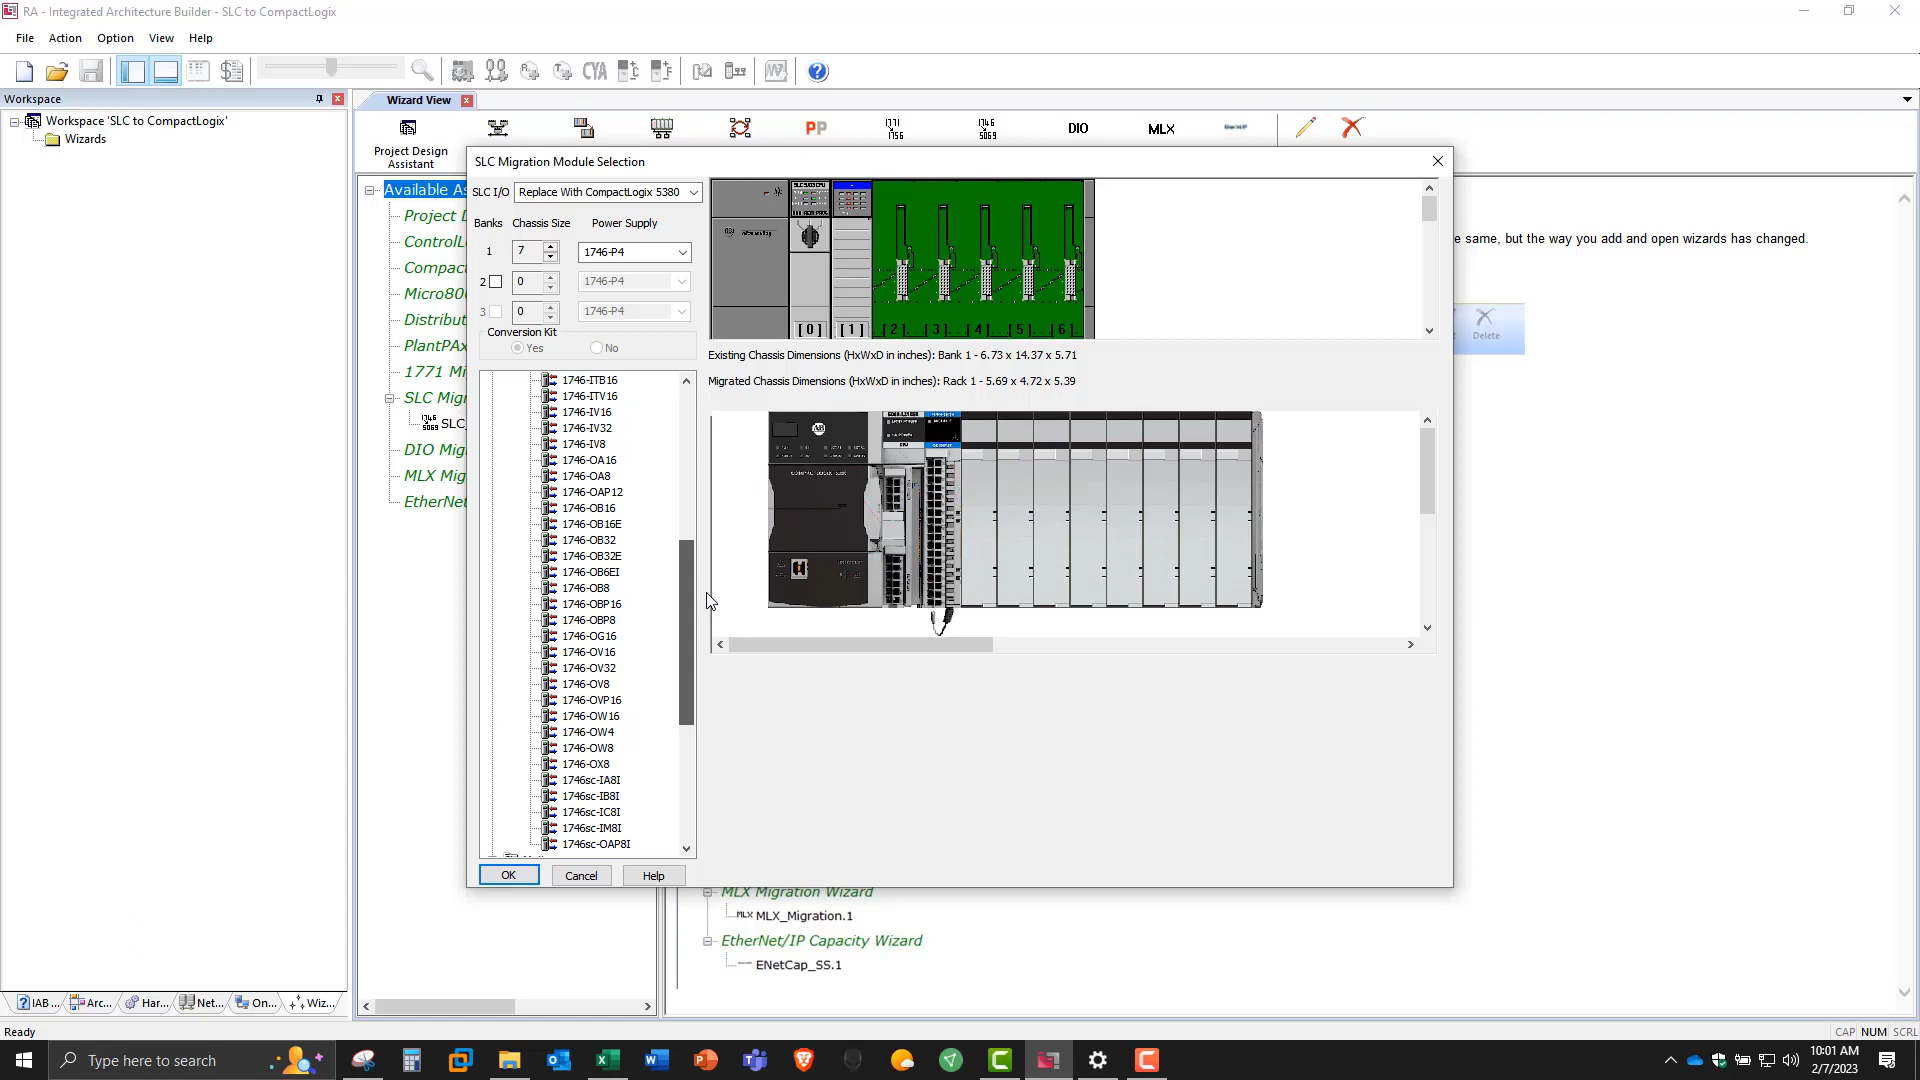 RA - Integrated Architecture Builder - SLC to CompactLogix
File Action Option View Help
CYA
Workspace
Wizard View
Workspace 'SLC to CompactLogix'
Wizards
Project Design
Assistant
PP
1771
1756
1746
5069
DIO
MLX
SLC Migration Module Selection
Available As
Project D
ControlL
Compac
Micro80
Distribut
PlantPAx
1771 Mi
SLC Migr
SLC_
DIO Mig
MLX Mig
EtherNet
SLC I/O Replace With CompactLogix 5380
Banks Chassis Size Power Supply
1 7 1746-P4
2 0 1746-P4
3 0 1746-P4
Conversion Kit
Yes No
[ 0 ] [ 1 ] [ 2 ] [ 3 ] [ 4 ] [ 5 ] [ 6 ]
e same, but the way you add and open wizards has changed.
Delete
Existing Chassis Dimensions (HxWxD in inches): Bank 1 - 6.73 x 14.37 x 5.71
Migrated Chassis Dimensions (HxWxD in inches): Rack 1 - 5.69 x 4.72 x 5.39
1746-ITB16
1746-ITV16
1746-IV16
1746-IV32
1746-IV8
1746-OA16
1746-OA8
1746-OAP12
1746-OB16
1746-OB16E
1746-OB32
1746-OB32E
1746-OB6EI
1746-OB8
1746-OBP16
1746-OBP8
1746-OG16
1746-OV16
1746-OV32
1746-OV8
1746-OVP16
1746-OW16
1746-OW4
1746-OW8
1746-OX8
1746sc-IA8I
1746sc-IB8I
1746sc-IC8I
1746sc-IM8I
1746sc-OAP8I
OK Cancel Help
MLX Migration Wizard
MLX MLX_Migration.1
EtherNet/IP Capacity Wizard
ENetCap_SS.1
IAB ... Arc... Har... Net... On... Wiz...
Ready
CAP NUM SCRL
Type here to search
10:01 AM
2/7/2023